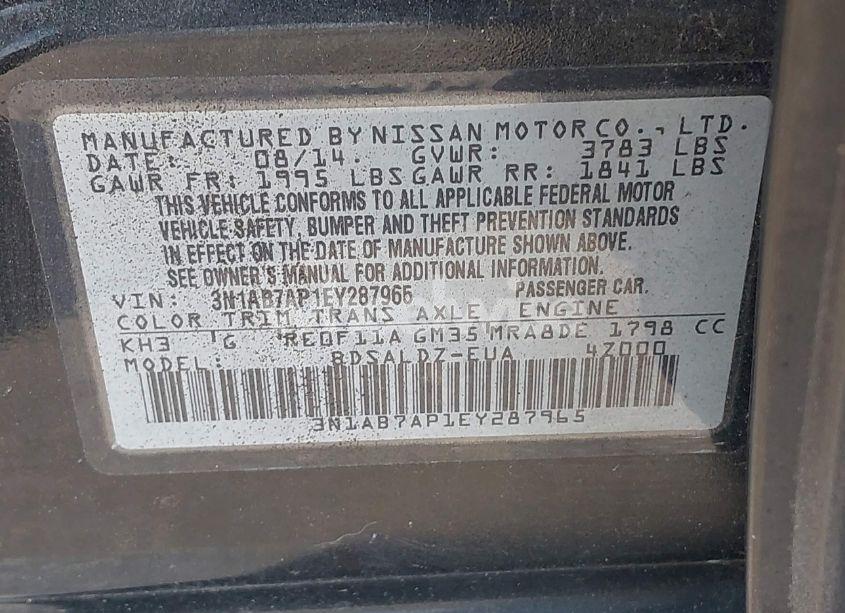 MANUFACTURED BY NISSAN MOTOR CO., LTD.
DATE: 08/14. GVWR: 3783 LBS
GAWR FR: 1995 LBS GAWR RR: 1841 LBS
THIS VEHICLE CONFORMS TO ALL APPLICABLE FEDERAL MOTOR
VEHICLE SAFETY, BUMPER AND THEFT PREVENTION STANDARDS
IN EFFECT ON THE DATE OF MANUFACTURE SHOWN ABOVE.
SEE OWNER'S MANUAL FOR ADDITIONAL INFORMATION.
VIN: 3N1AB7AP1EY287965 PASSENGER CAR.
COLOR TRIM TRANS AXLE ENGINE
KH3 G RE0F11A GM35 MRA8DE 1798 CC
MODEL: BDSALDZ-EUA 4Z000
3N1AB7AP1EY287965